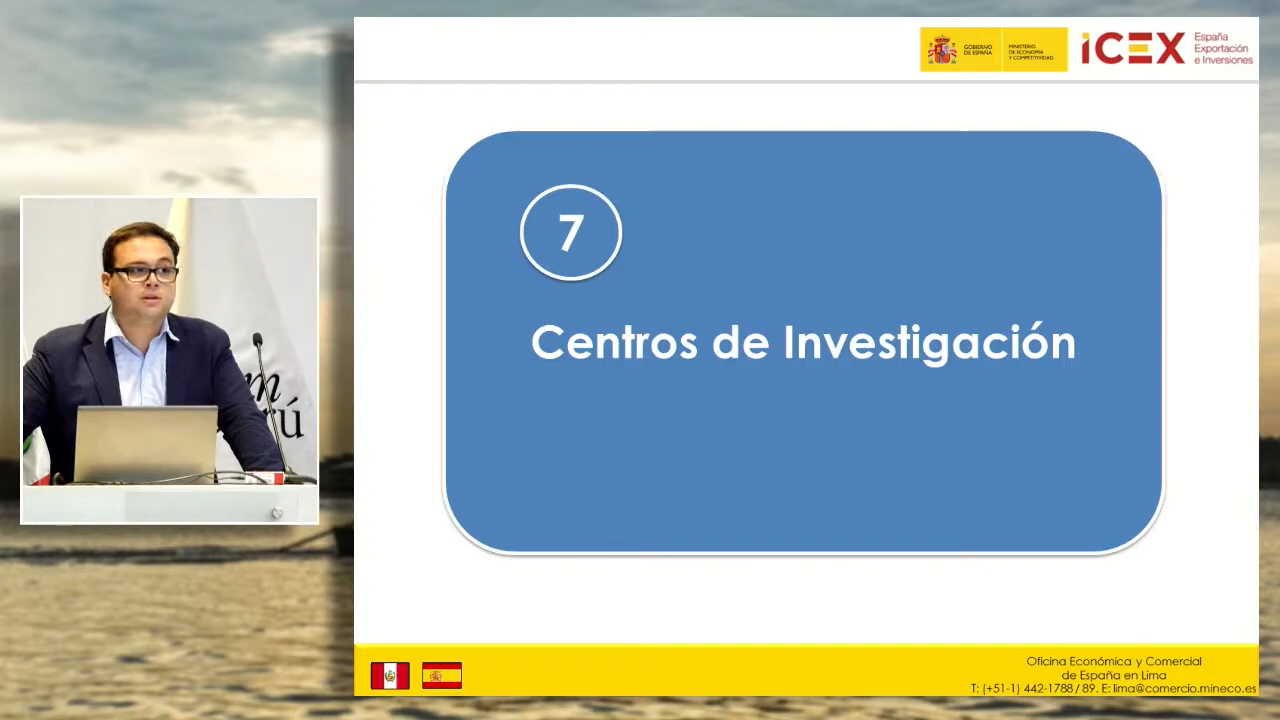 GOBIERNO
DE ESPAÑA
MINISTERIO
DE ECONOMÍA
Y COMPETITIVIDAD
ICEX
España
Exportación
e Inversiones
7
Centros de Investigación
Oficina Económica y Comercial
de España en Lima
T: (+51-1) 442-1788 / 89. E: lima@comercio.mineco.es